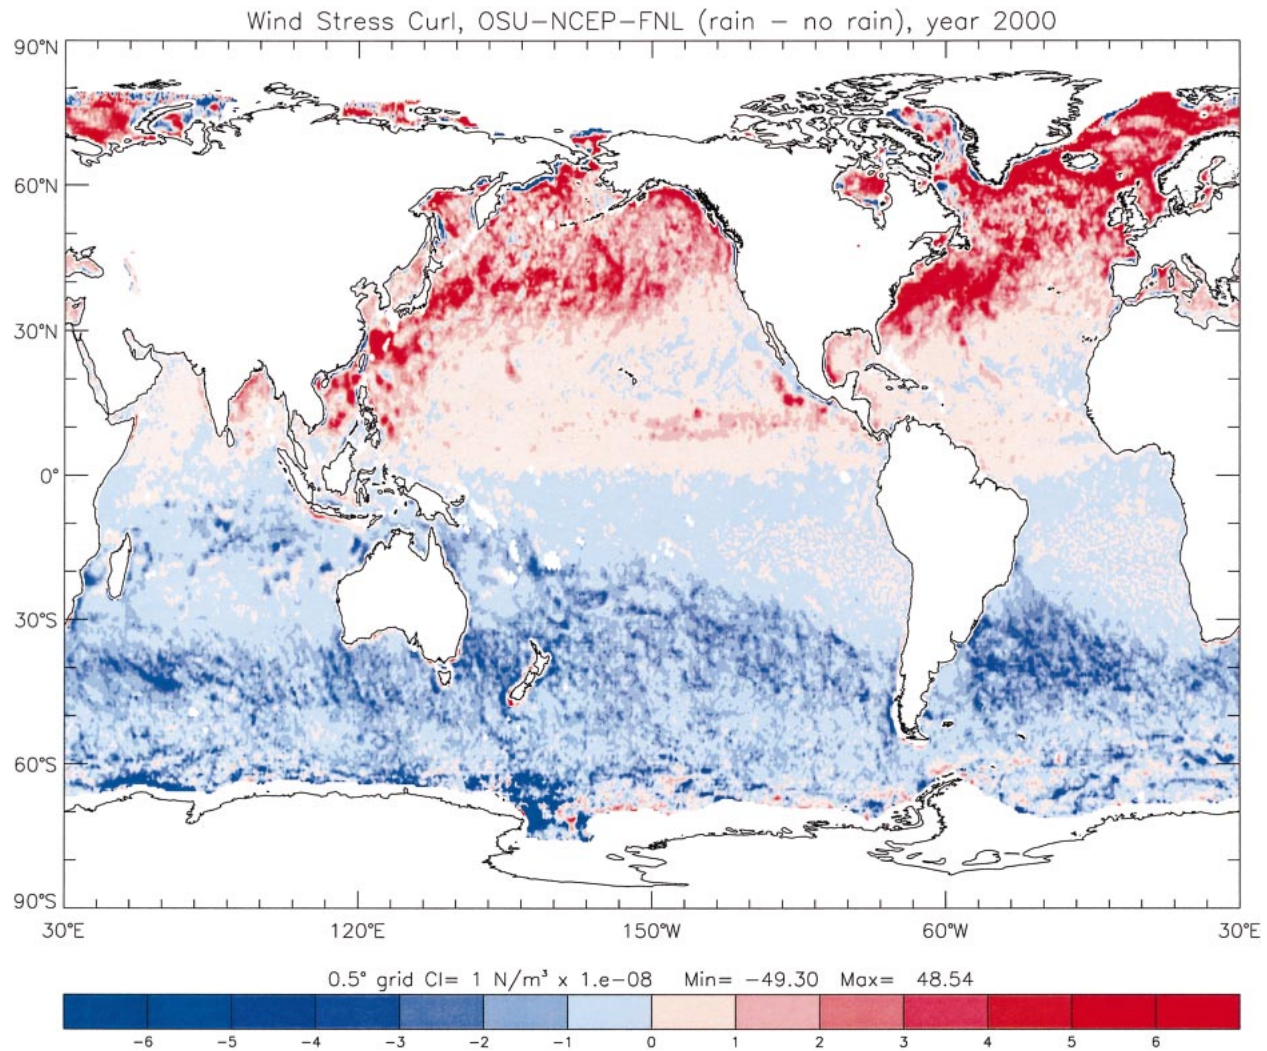 Wind Stress Curl, OSU−NCEP−FNL (rain − no rain), year 2000
90°N
60°N
30°N
0°
30°S
60°S
90°S
30°E 120°E 150°W 60°W 30°E
0.5° grid CI= 1 N/m³ x 1.e−08 Min= −49.30 Max= 48.54
−6 −5 −4 −3 −2 −1 0 1 2 3 4 5 6